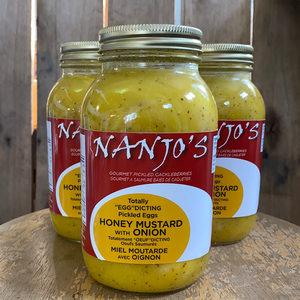 NANJO'S
GOURMET PICKLED CACKLEBERRIES
GOURMET A SAUMURE BAIES DE CAQUETER
Totally
"EGG"DICTING
Pickled Eggs
HONEY MUSTARD
WITH ONION
Totalement "OEUF"DICTING
Oeufs Saumurés
MIEL MOUTARDE
AVEC OIGNON